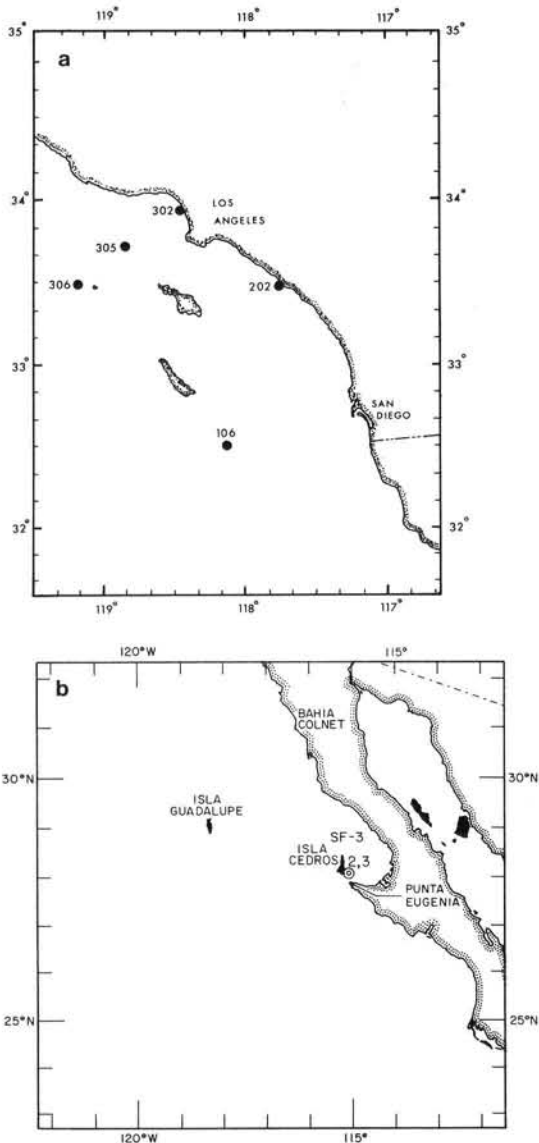 119°
118°
117°
35°
35°
a
34°
34°
302
LOS
ANGELES
305
306
202
33°
33°
SAN
DIEGO
106
32°
32°
119°
118°
117°
120°W
115°
b
BAHIA
COLNET
30°N
30°N
ISLA
GUADALUPE
SF-3
ISLA
CEDROS
2,3
PUNTA
EUGENIA
25°N
25°N
120°W
115°